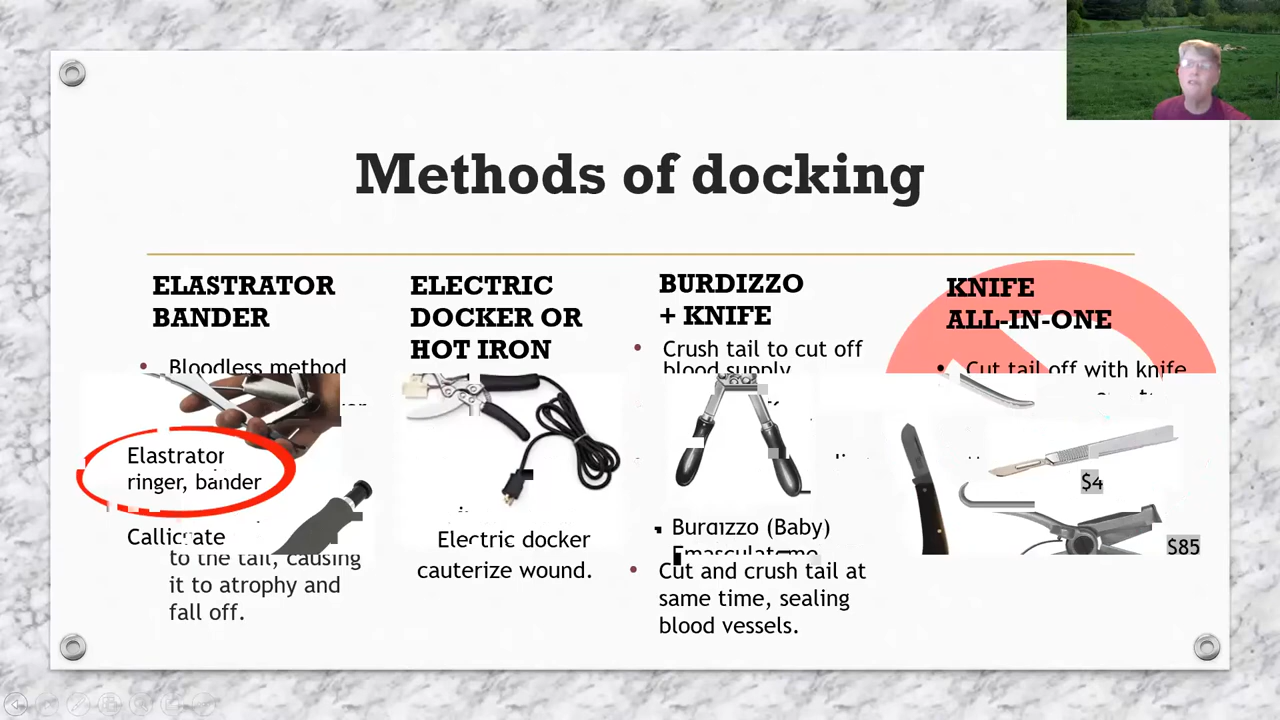 Methods of docking
ELASTRATOR
BANDER
Bloodless method
Elastrator
ringer, bander
to the tail, causing
it to atrophy and
fall off.
ELECTRIC
DOCKER OR
HOT IRON
Electric docker
cauterize wound.
BURDIZZO
+ KNIFE
Crush tail to cut off
blood supply
Burdizzo (Baby)
Cut and crush tail at
same time, sealing
blood vessels.
KNIFE
ALL-IN-ONE
Cut tail off with knife
$4
$85